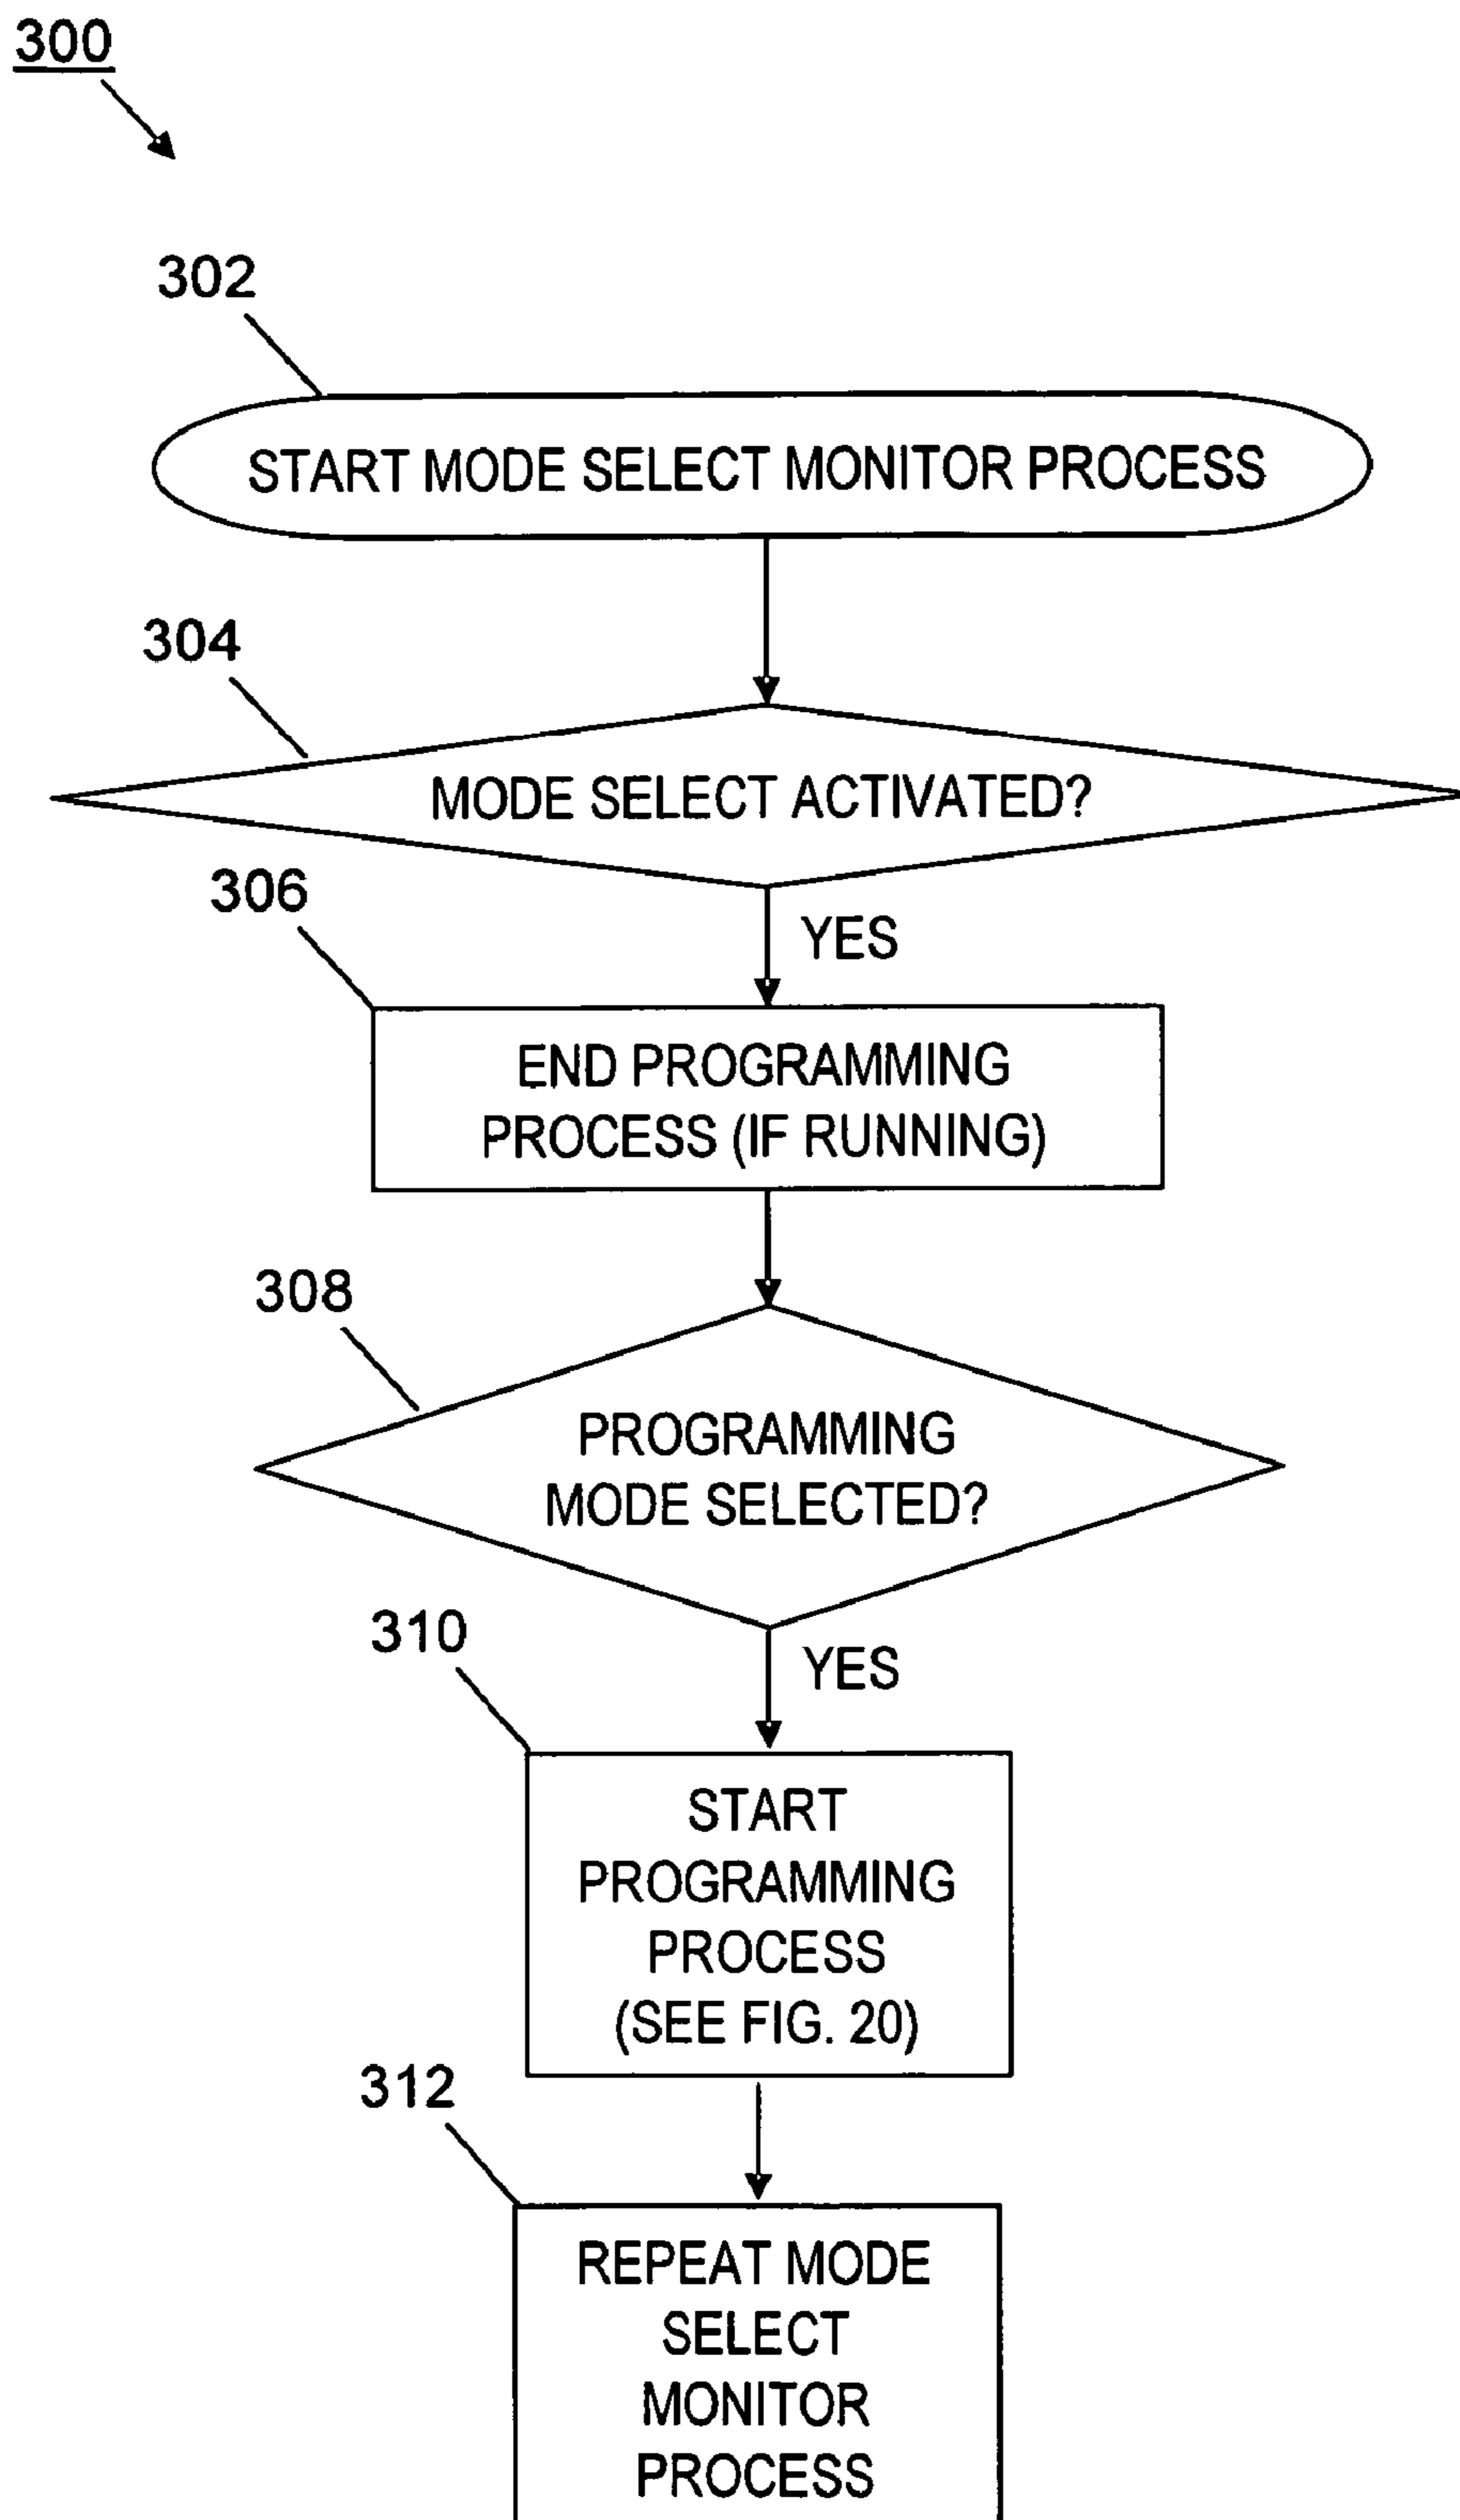 300
302
START MODE SELECT MONITOR PROCESS
304
MODE SELECT ACTIVATED?
306
YES
END PROGRAMMING
PROCESS (IF RUNNING)
308
PROGRAMMING
MODE SELECTED?
310
YES
START
PROGRAMMING
PROCESS
(SEE FIG. 20)
312
REPEAT MODE
SELECT
MONITOR
PROCESS